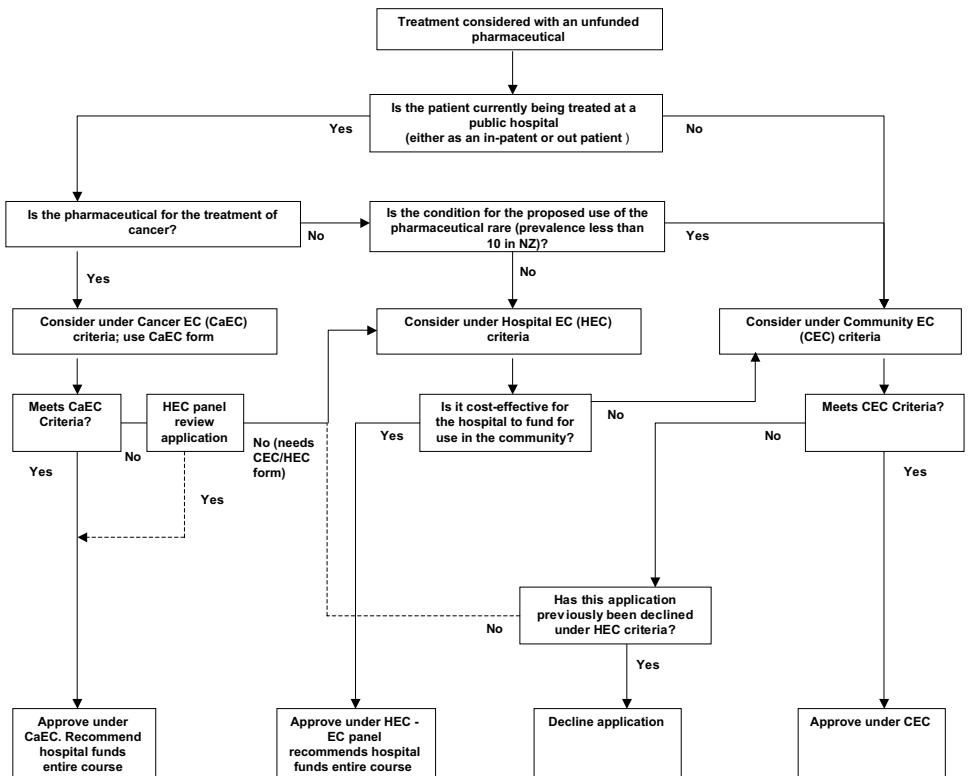 Treatment considered with an unfunded
pharmaceutical
Is the patient currently being treated at a
public hospital
(either as an in-patent or out patient )
Yes
No
Is the pharmaceutical for the treatment of
cancer?
No
Is the condition for the proposed use of the
pharmaceutical rare (prevalence less than
10 in NZ)?
Yes
Yes
No
Consider under Cancer EC (CaEC)
criteria; use CaEC form
Consider under Hospital EC (HEC)
criteria
Consider under Community EC
(CEC) criteria
Meets CaEC
Criteria?
HEC panel
review
application
Is it cost-effective for
the hospital to fund for
use in the community?
Meets CEC Criteria?
No
No (needs
CEC/HEC
form)
Yes
No
No
Yes
Yes
Yes
Has this application
previously been declined
under HEC criteria?
No
Yes
Approve under
CaEC. Recommend
hospital funds
entire course
Approve under HEC -
EC panel
recommends hospital
funds entire course
Decline application
Approve under CEC